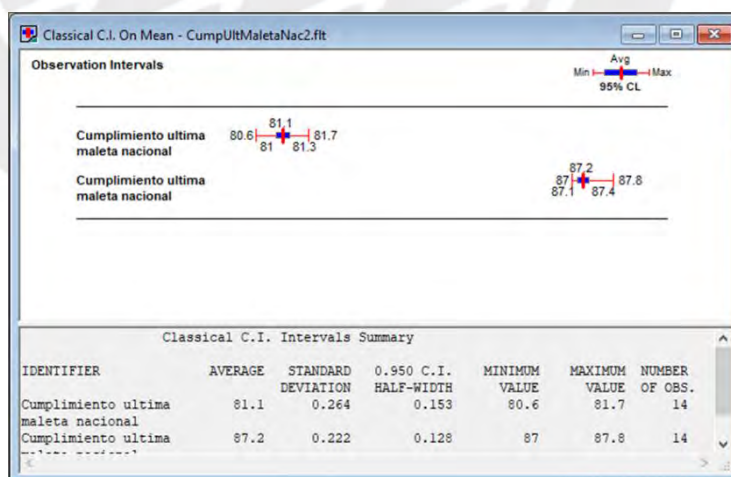 Classical C.I. On Mean - CumpUltMaletaNac2.flt
Observation Intervals
Avg
Min Max
95% CL
81.1
Cumplimiento ultima 80.6 81.7
maleta nacional 81 81.3
87.2
Cumplimiento ultima 87 87.8
maleta nacional 87.1 87.4
Classical C.I. Intervals Summary
IDENTIFIER AVERAGE STANDARD 0.950 C.I. MINIMUM MAXIMUM NUMBER
DEVIATION HALF-WIDTH VALUE VALUE OF OBS.
Cumplimiento ultima 81.1 0.264 0.153 80.6 81.7 14
maleta nacional
Cumplimiento ultima 87.2 0.222 0.128 87 87.8 14